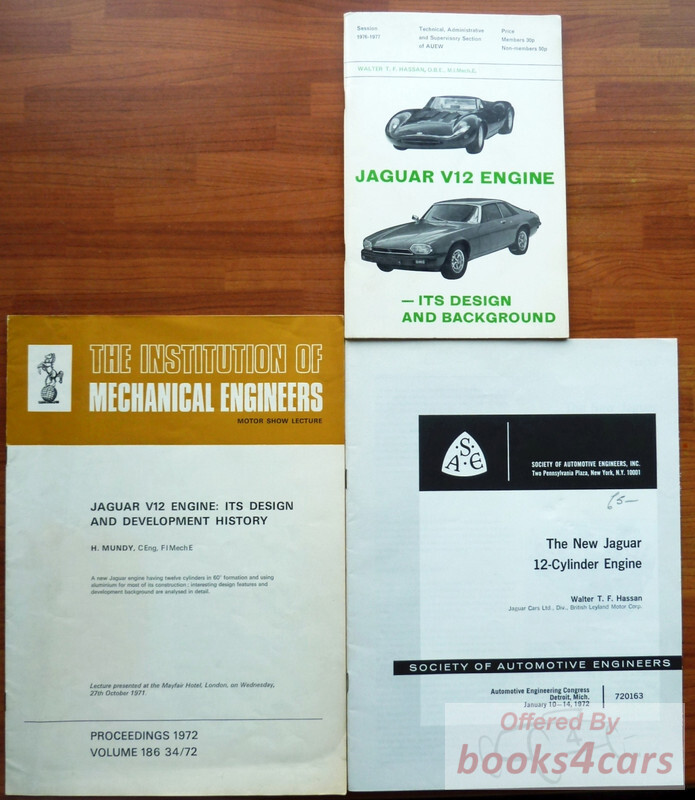 Session
1976-1977
Technical, Administrative
and Supervisory Section
of AUEW
Price
Members 30p
Non-members 50p
WALTER T. F. HASSAN, O.B.E., M.I.Mech.E.
JAGUAR V12 ENGINE
— ITS DESIGN
AND BACKGROUND
THE INSTITUTION OF
MECHANICAL ENGINEERS
MOTOR SHOW LECTURE
JAGUAR V12 ENGINE: ITS DESIGN
AND DEVELOPMENT HISTORY
H. MUNDY, CEng, FIMechE
A new Jaguar engine having twelve cylinders in 60° formation and using
aluminium for most of its construction; interesting design features and
development background are analysed in detail.
Lecture presented at the Mayfair Hotel, London, on Wednesday,
27th October 1971.
PROCEEDINGS 1972
VOLUME 186 34/72
S
A E
SOCIETY OF AUTOMOTIVE ENGINEERS, INC.
Two Pennsylvania Plaza, New York, N.Y. 10001
65—
The New Jaguar
12-Cylinder Engine
Walter T. F. Hassan
Jaguar Cars Ltd., Div., British Leyland Motor Corp.
SOCIETY OF AUTOMOTIVE ENGINEERS
Automotive Engineering Congress
Detroit, Mich.
January 10-14, 1972
720163
Offered By
books4cars